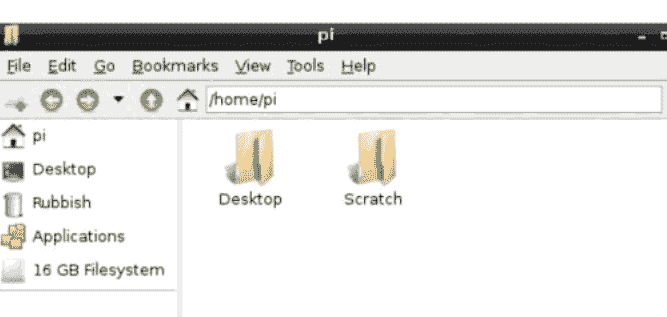 pi
File Edit Go Bookmarks View Tools Help
/home/pi
pi
Desktop
Rubbish
Applications
16 GB Filesystem
Desktop Scratch